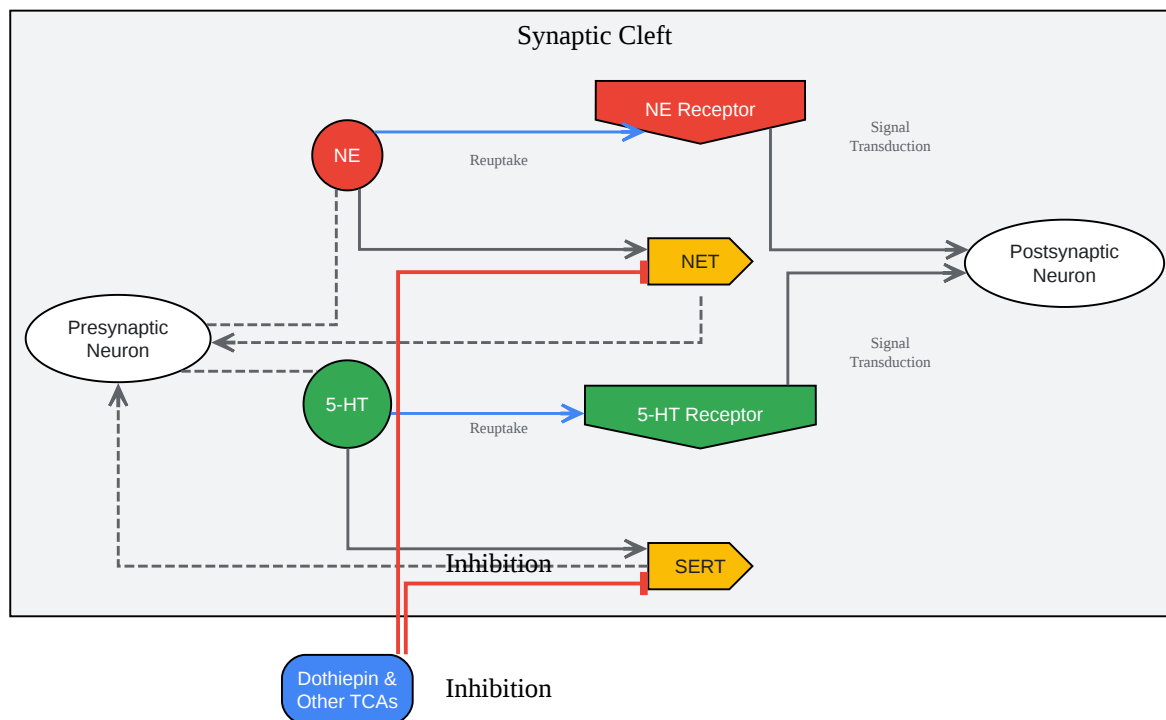 Synaptic Cleft
NE Receptor
Signal
Transduction
NE
Reuptake
NET
Postsynaptic
Neuron
Presynaptic
Neuron
Signal
Transduction
5-HT
5-HT Receptor
Reuptake
Inhibition
SERT
Dothiepin &
Other TCAs
Inhibition